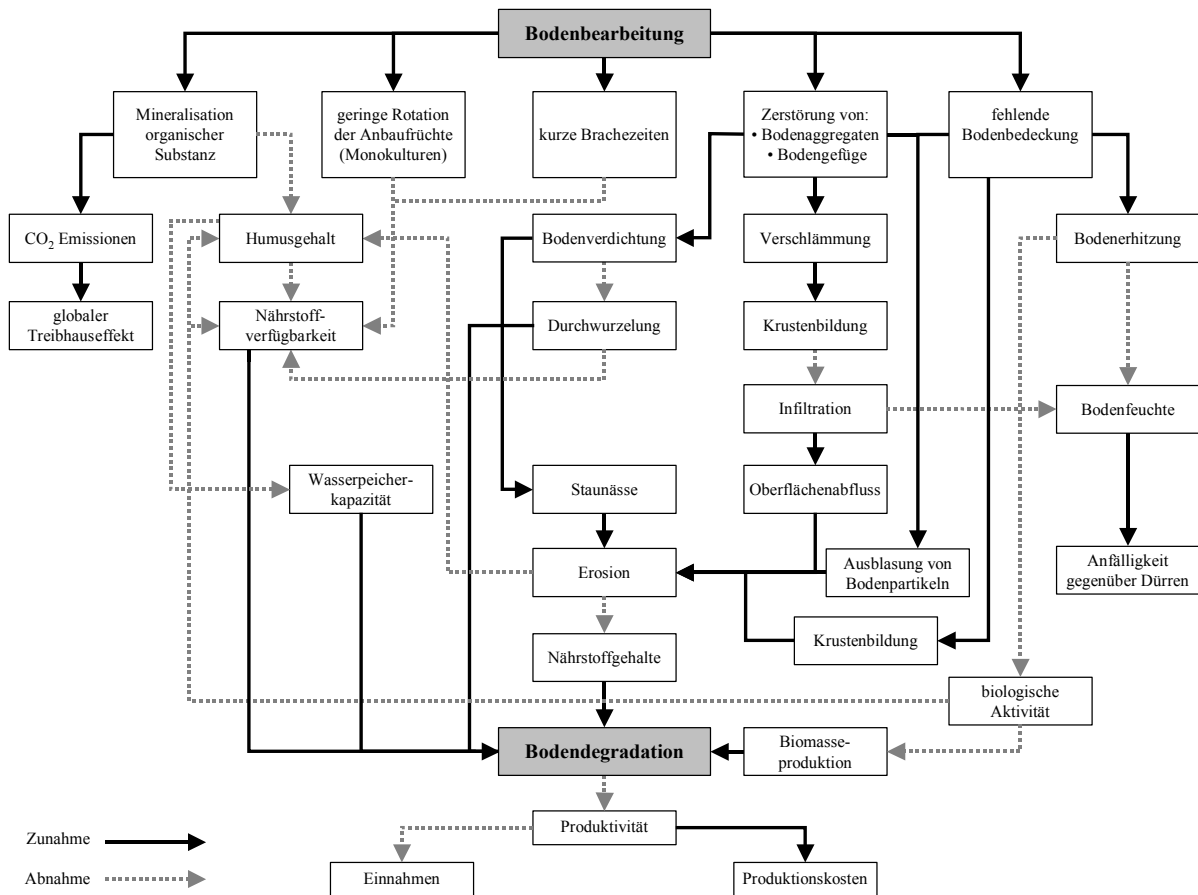 Bodenbearbeitung
Mineralisation
organischer
Substanz
geringe Rotation
der Anbaufrüchte
(Monokulturen)
kurze Brachezeiten
Zerstörung von:
• Bodenaggregaten
• Bodengefüge
fehlende
Bodenbedeckung
CO₂ Emissionen
Humusgehalt
Bodenverdichtung
Verschlämmung
Bodenerhitzung
globaler
Treibhauseffekt
Nährstoff-
verfügbarkeit
Durchwurzelung
Krustenbildung
Infiltration
Bodenfeuchte
Wasserpeicher-
kapazität
Staunässe
Oberflächenabfluss
Erosion
Ausblasung von
Bodenpartikeln
Anfälligkeit
gegenüber Dürren
Krustenbildung
Nährstoffgehalte
biologische
Aktivität
Bodendegradation
Biomasse-
produktion
Produktivität
Zunahme
Abnahme
Einnahmen
Produktionskosten